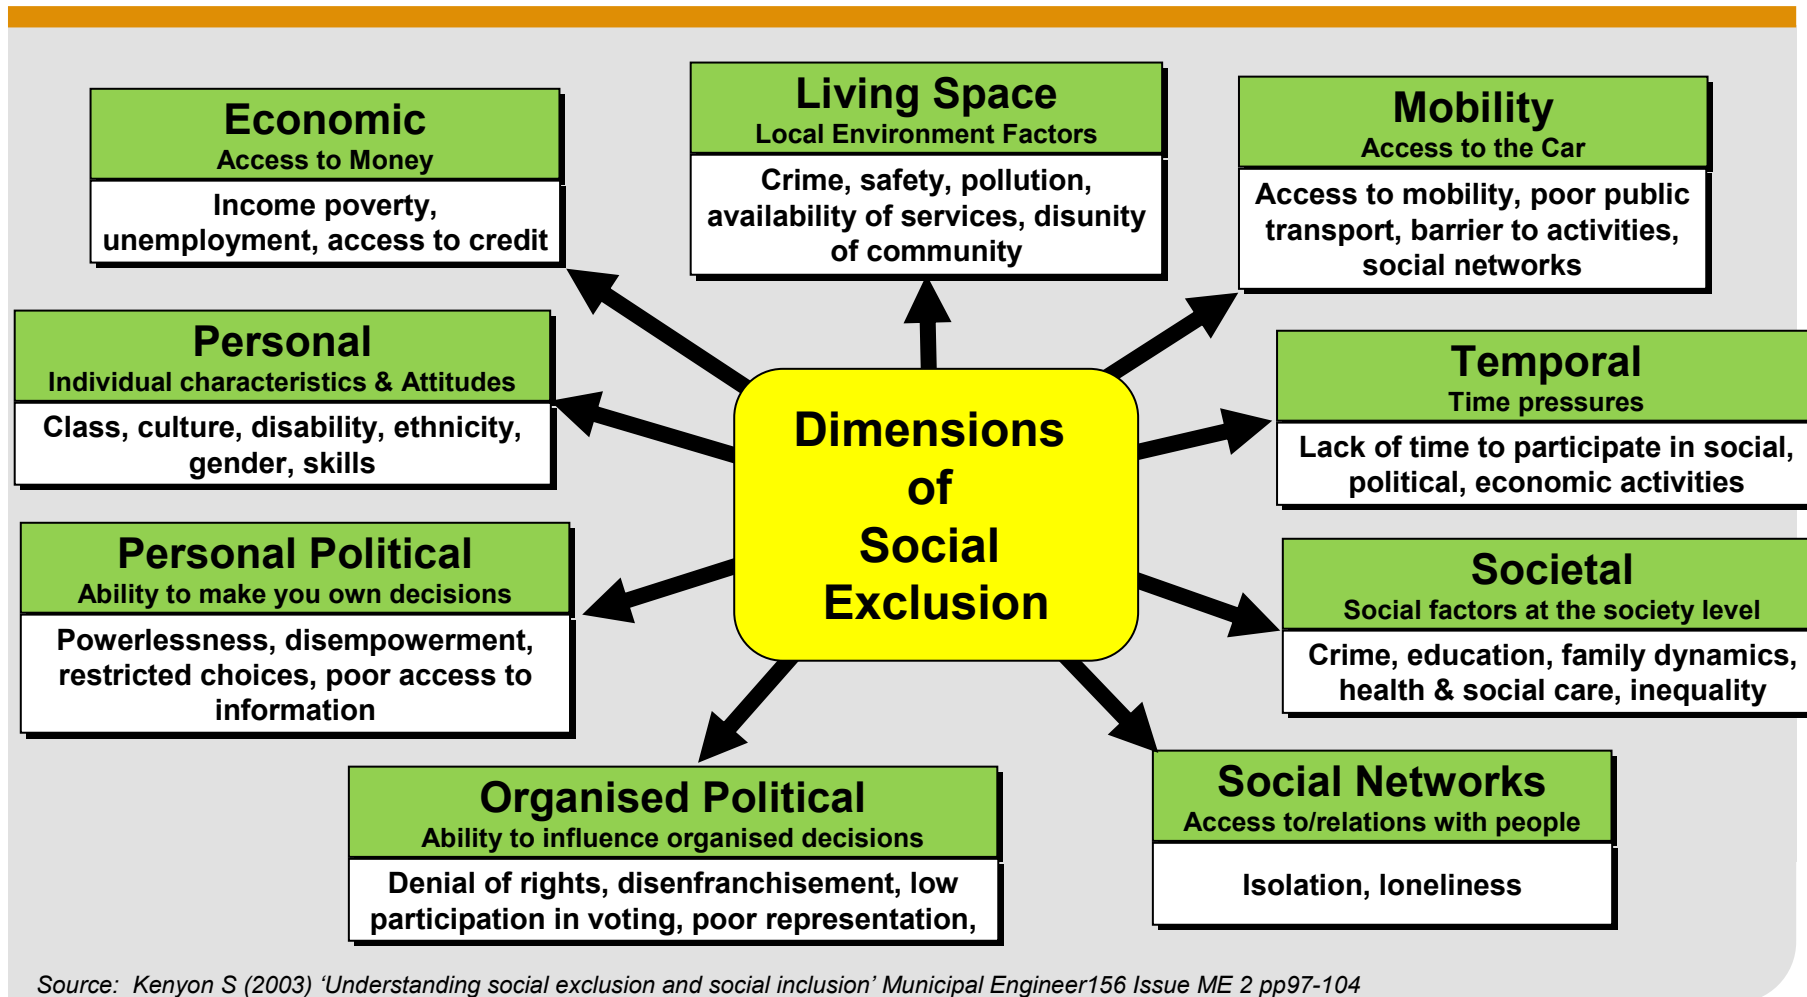 Economic
Access to Money
Income poverty,
unemployment, access to credit
Living Space
Local Environment Factors
Crime, safety, pollution,
availability of services, disunity
of community
Mobility
Access to the Car
Access to mobility, poor public
transport, barrier to activities,
social networks
Personal
Individual characteristics & Attitudes
Class, culture, disability, ethnicity,
gender, skills
Dimensions
of
Social
Exclusion
Temporal
Time pressures
Lack of time to participate in social,
political, economic activities
Personal Political
Ability to make you own decisions
Powerlessness, disempowerment,
restricted choices, poor access to
information
Societal
Social factors at the society level
Crime, education, family dynamics,
health & social care, inequality
Organised Political
Ability to influence organised decisions
Denial of rights, disenfranchisement, low
participation in voting, poor representation,
Social Networks
Access to/relations with people
Isolation, loneliness
Source: Kenyon S (2003) ‘Understanding social exclusion and social inclusion’ Municipal Engineer156 Issue ME 2 pp97-104